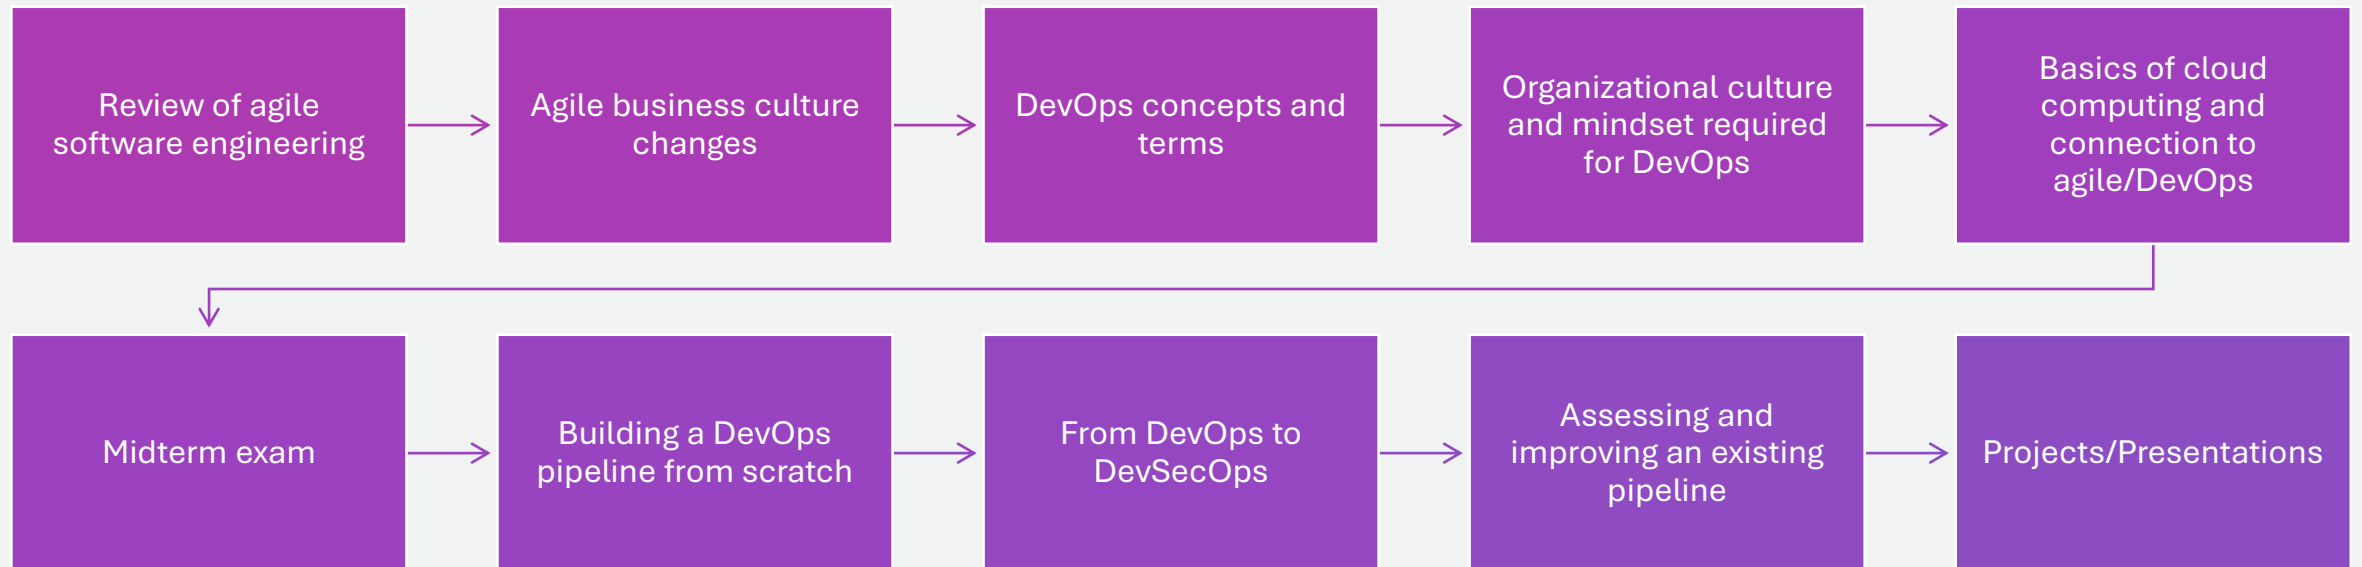 Review of agile
software engineering
Agile business culture
changes
DevOps concepts and
terms
Organizational culture
and mindset required
for DevOps
Basics of cloud
computing and
connection to
agile/DevOps
Midterm exam
Building a DevOps
pipeline from scratch
From DevOps to
DevSecOps
Assessing and
improving an existing
pipeline
Projects/Presentations